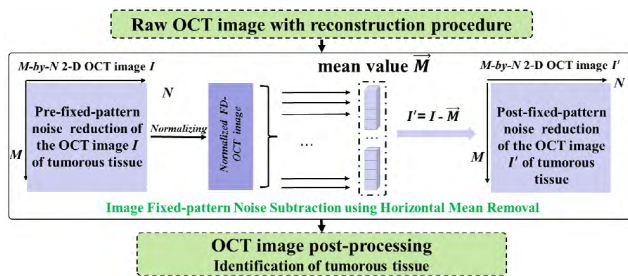 Raw OCT image with reconstruction procedure
M-by-N 2-D OCT image I
N
M
Pre-fixed-pattern
noise reduction of
the OCT image I
of tumorous tissue
Normalizing
Normalized FD-
OCT image
...
mean value M
...
I'= I - M
M-by-N 2-D OCT image I'
N
M
Post-fixed-pattern
noise reduction
of the OCT image
I' of tumorous
tissue
Image Fixed-pattern Noise Subtraction using Horizontal Mean Removal
OCT image post-processing
Identification of tumorous tissue